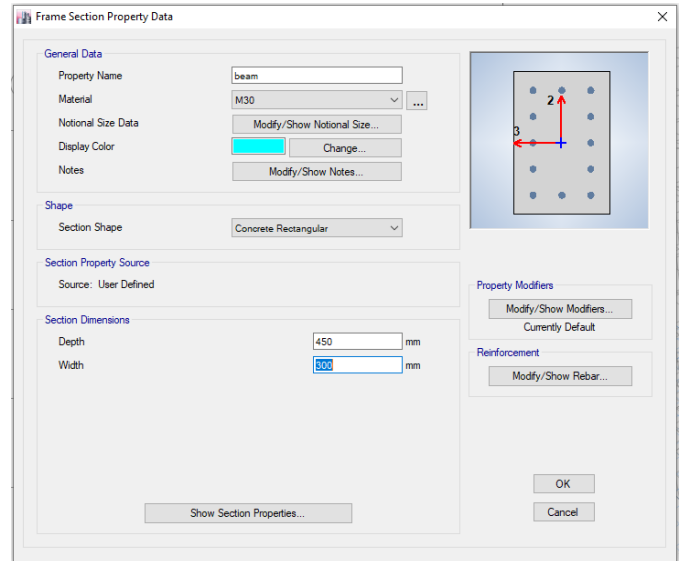 Frame Section Property Data
General Data
Property Name beam
Material M30 ...
Notional Size Data Modify/Show Notional Size...
Display Color Change...
Notes Modify/Show Notes...
2
3
Shape
Section Shape Concrete Rectangular
Section Property Source
Source: User Defined
Section Dimensions
Depth 450 mm
Width 300 mm
Show Section Properties...
Property Modifiers
Modify/Show Modifiers...
Currently Default
Reinforcement
Modify/Show Rebar...
OK
Cancel